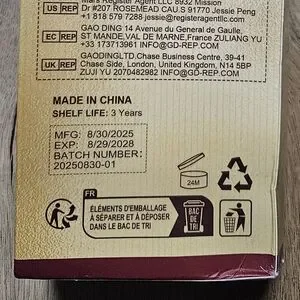 Mars Register Agent LLC 8932 Mission
US REP Dr #207 ROSEMEAD CAU.S 91770 Jessie Peng
+1 818 579 7288 jessie@registeragentllc.com
GAO DING 14 Avenue du General de Gaulle,
EC REP ST MANDE,VAL DE MARNE,France ZULIANG YU
+33 173713961 IMFO@GD-REP.COM
GAODINGLTD.Chase Business Centre, 39-41
UK REP Chase Side, London, United Kingdom, N14 5BP
ZUJI YU 2070482982 IMFO@GD-REP.COM
MADE IN CHINA
SHELF LIFE: 3 Years
MFG: 8/30/2025
EXP: 8/29/2028
BATCH NUMBER:
20250830-01
24M
FR
ÉLÉMENTS D'EMBALLAGE
À SÉPARER ET À DÉPOSER
DANS LE BAC DE TRI
BAC
DE
TRI